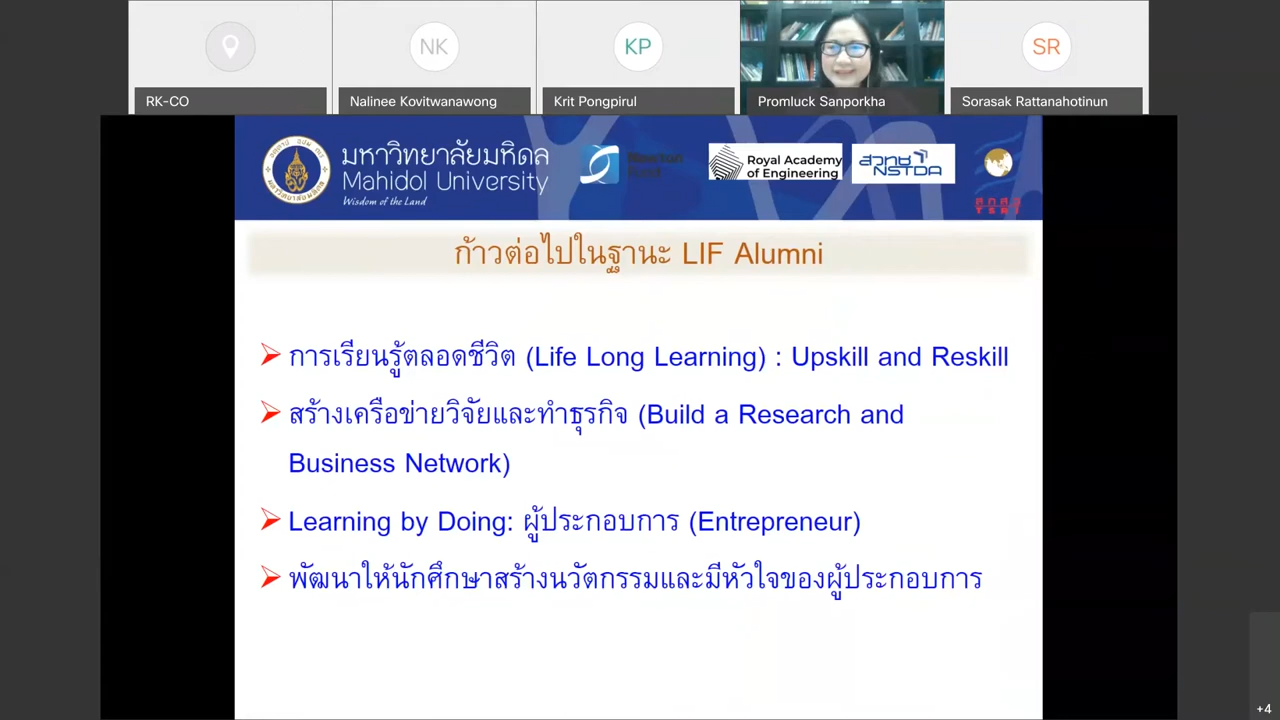 NK
KP
SR
RK-CO
Nalinee Kovitwanawong
Krit Pongpirul
Promluck Sanporkha
Sorasak Rattanahotinun
มหาวิทยาลัยมหิดล
Mahidol University
Wisdom of the Land
Newton
Fund
Royal Academy
of Engineering
สวทช
NSTDA
สกสว
TSRI
ก้าวต่อไปในฐานะ LIF Alumni
➢ การเรียนรู้ตลอดชีวิต (Life Long Learning) : Upskill and Reskill
➢ สร้างเครือข่ายวิจัยและทำธุรกิจ (Build a Research and
Business Network)
➢ Learning by Doing: ผู้ประกอบการ (Entrepreneur)
➢ พัฒนาให้นักศึกษาสร้างนวัตกรรมและมีหัวใจของผู้ประกอบการ
+4